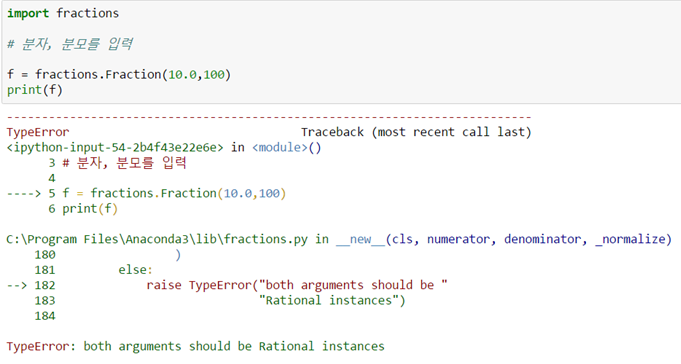 import fractions
# 분자, 분모를 입력
f = fractions.Fraction(10.0,100)
print(f)
---------------------------------------------------------------------------
TypeError                                 Traceback (most recent call last)
<ipython-input-54-2b4f43e22e6e> in <module>()
      3 # 분자, 분모를 입력
      4
----> 5 f = fractions.Fraction(10.0,100)
      6 print(f)
C:\Program Files\Anaconda3\lib\fractions.py in __new__(cls, numerator, denominator, _normalize)
    180                 )
    181         else:
--> 182             raise TypeError("both arguments should be "
    183                             "Rational instances")
    184
TypeError: both arguments should be Rational instances